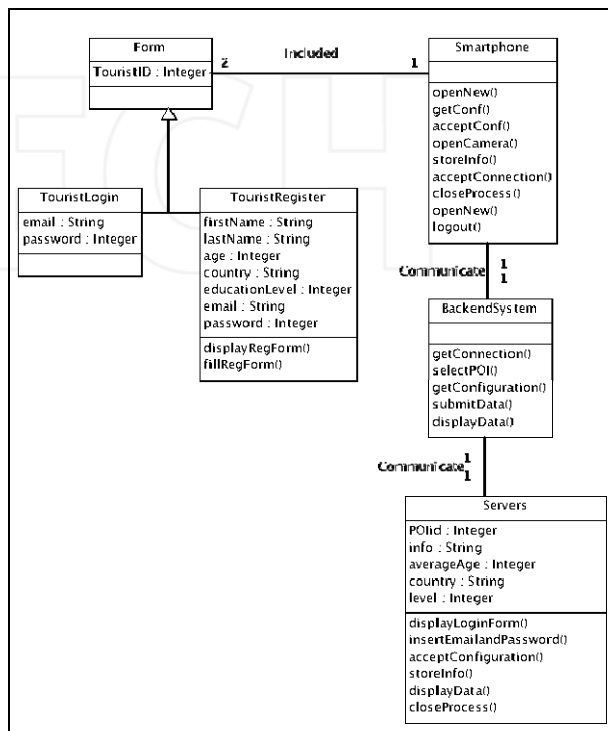 Form
TouristID : Integer
2
Included
1
Smartphone
openNew()
getConf()
acceptConf()
openCamera()
storeInfo()
acceptConnection()
closeProcess()
openNew()
logout()
TouristLogin
email : String
password : Integer
TouristRegister
firstName : String
lastName : String
age : Integer
country : String
educationLevel : Integer
email : String
password : Integer
displayRegForm()
fillRegForm()
Communicate
1
1
BackendSystem
getConnection()
selectPOI()
getConfiguration()
submitData()
displayData()
Communicate
1
1
Servers
POIid : Integer
info : String
averageAge : Integer
country : String
level : Integer
displayLoginForm()
insertEmailandPassword()
acceptConfiguration()
storeInfo()
displayData()
closeProcess()